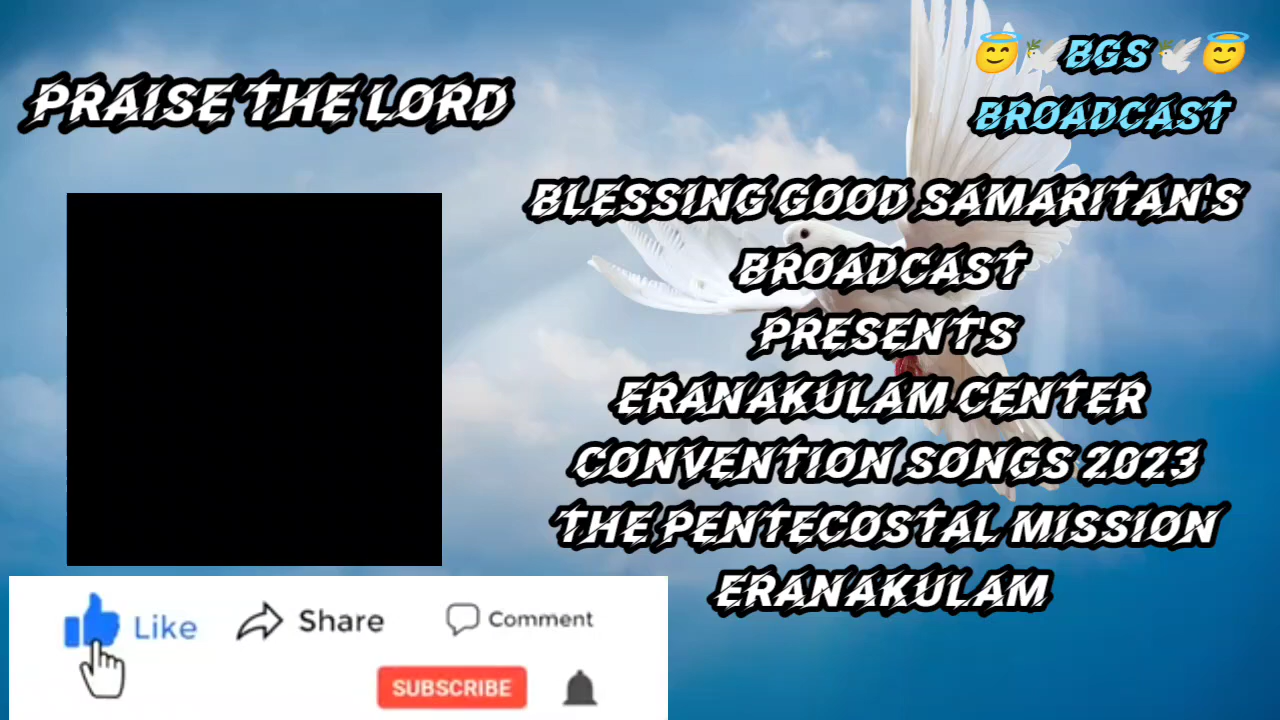 PRAISE THE LORD
😇🕊BGS🕊😇
BROADCAST
BLESSING GOOD SAMARITAN'S
BROADCAST
PRESENT'S
ERANAKULAM CENTER
CONVENTION SONGS 2023
THE PENTECOSTAL MISSION
ERANAKULAM
Like Share Comment
SUBSCRIBE